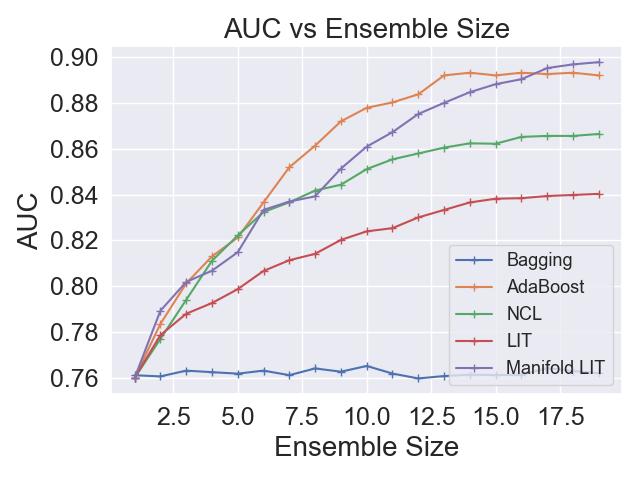 AUC vs Ensemble Size
0.90
0.88
0.86
0.84
0.82
0.80
0.78
0.76
AUC
Bagging
AdaBoost
NCL
LIT
Manifold LIT
2.5 5.0 7.5 10.0 12.5 15.0 17.5
Ensemble Size